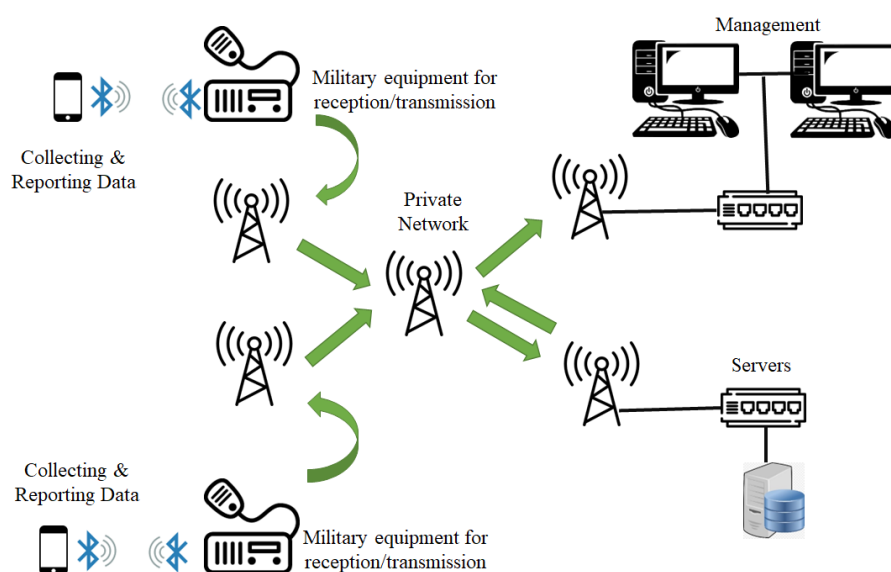 Management
Military equipment for
reception/transmission
Collecting &
Reporting Data
Private
Network
Servers
Collecting &
Reporting Data
Military equipment for
reception/transmission